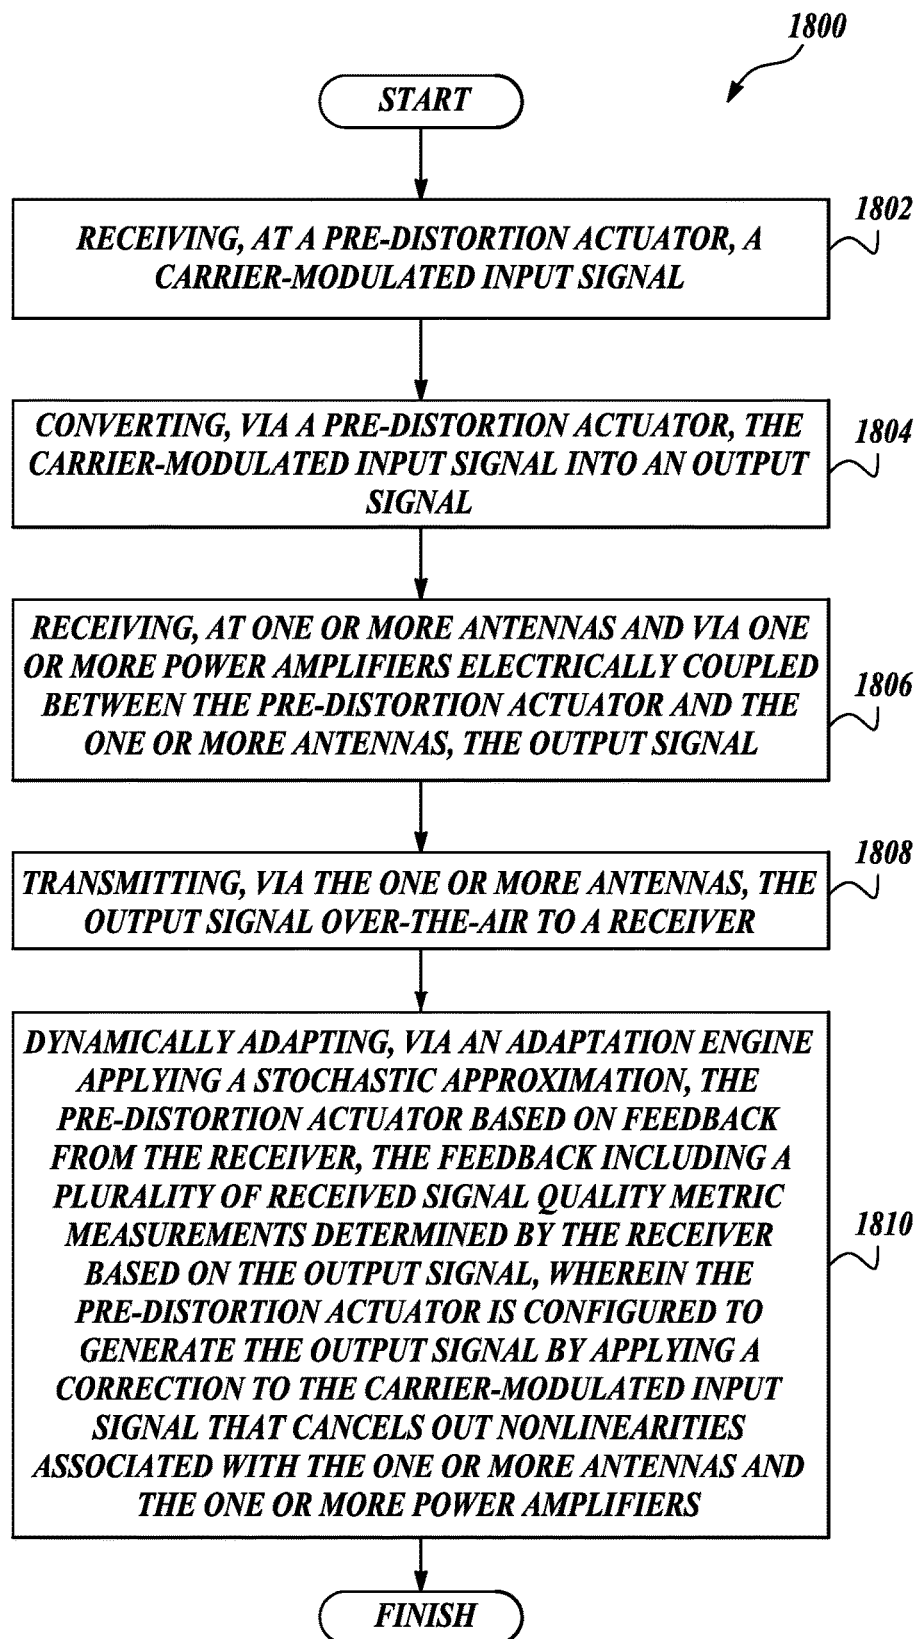 1800
START
1802
RECEIVING, AT A PRE-DISTORTION ACTUATOR, A
CARRIER-MODULATED INPUT SIGNAL
1804
CONVERTING, VIA A PRE-DISTORTION ACTUATOR, THE
CARRIER-MODULATED INPUT SIGNAL INTO AN OUTPUT
SIGNAL
RECEIVING, AT ONE OR MORE ANTENNAS AND VIA ONE
OR MORE POWER AMPLIFIERS ELECTRICALLY COUPLED
BETWEEN THE PRE-DISTORTION ACTUATOR AND THE
ONE OR MORE ANTENNAS, THE OUTPUT SIGNAL
1806
1808
TRANSMITTING, VIA THE ONE OR MORE ANTENNAS, THE
OUTPUT SIGNAL OVER-THE-AIR TO A RECEIVER
DYNAMICALLY ADAPTING, VIA AN ADAPTATION ENGINE
APPLYING A STOCHASTIC APPROXIMATION, THE
PRE-DISTORTION ACTUATOR BASED ON FEEDBACK
FROM THE RECEIVER, THE FEEDBACK INCLUDING A
PLURALITY OF RECEIVED SIGNAL QUALITY METRIC
MEASUREMENTS DETERMINED BY THE RECEIVER
BASED ON THE OUTPUT SIGNAL, WHEREIN THE
PRE-DISTORTION ACTUATOR IS CONFIGURED TO
GENERATE THE OUTPUT SIGNAL BY APPLYING A
CORRECTION TO THE CARRIER-MODULATED INPUT
SIGNAL THAT CANCELS OUT NONLINEARITIES
ASSOCIATED WITH THE ONE OR MORE ANTENNAS AND
THE ONE OR MORE POWER AMPLIFIERS
1810
FINISH